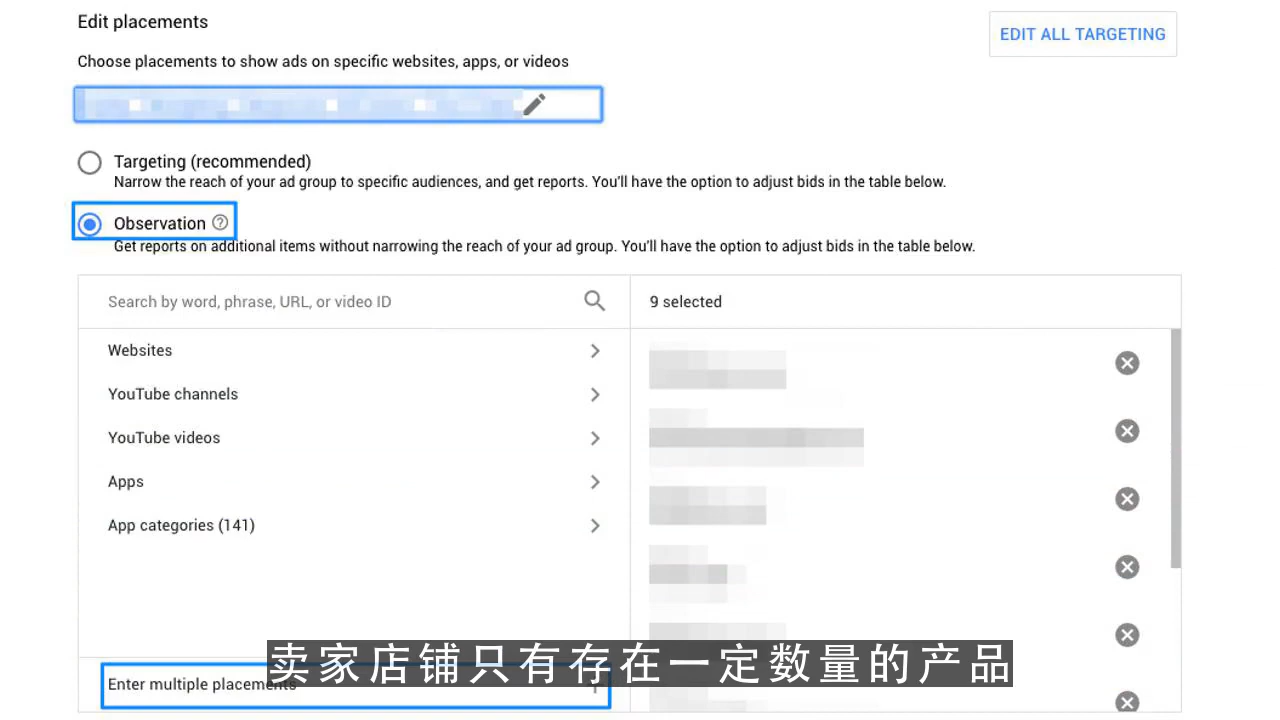 Edit placements
EDIT ALL TARGETING
Choose placements to show ads on specific websites, apps, or videos
Targeting (recommended)
Narrow the reach of your ad group to specific audiences, and get reports. You'll have the option to adjust bids in the table below.
Observation
Get reports on additional items without narrowing the reach of your ad group. You'll have the option to adjust bids in the table below.
Search by word, phrase, URL, or video ID
9 selected
Websites
YouTube channels
YouTube videos
Apps
App categories (141)
Enter multiple placements
卖家店铺只有存在一定数量的产品